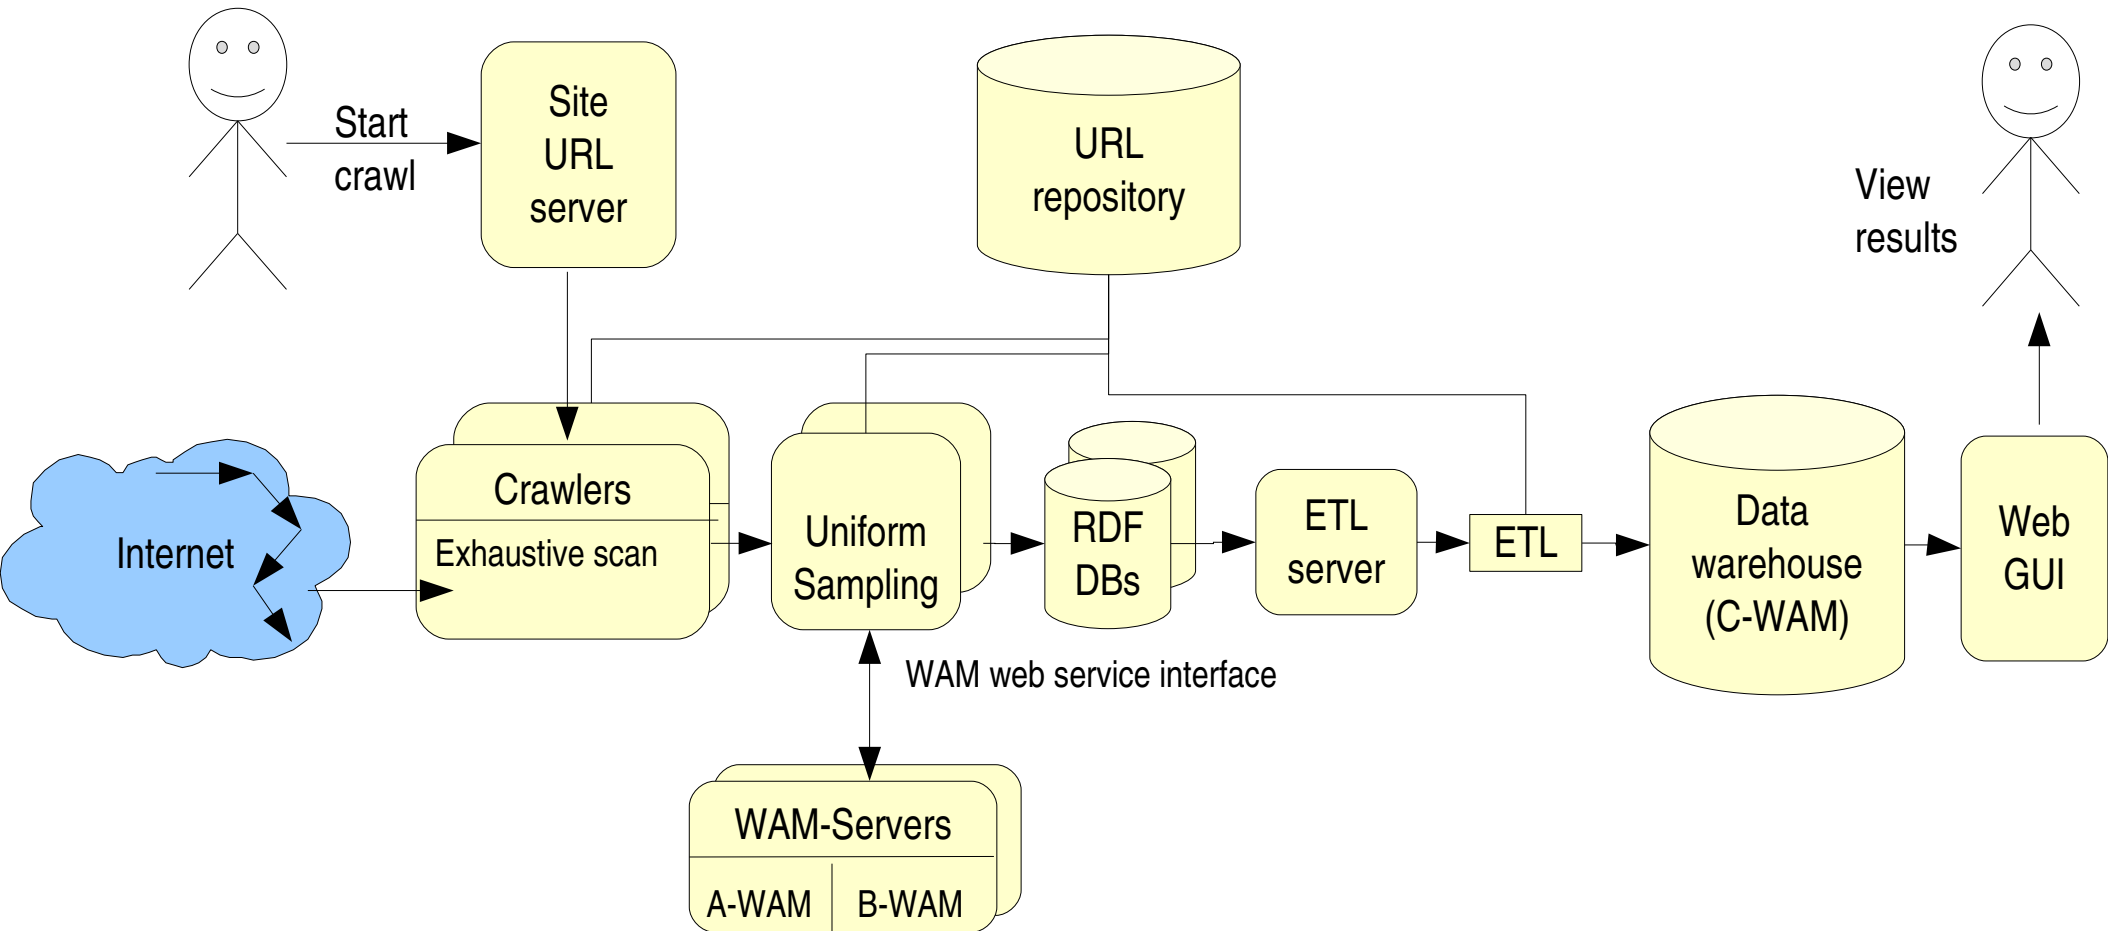 Start
crawl
Site
URL
server
URL
repository
View
results
Internet
Crawlers
Exhaustive scan
Uniform
Sampling
RDF
DBs
ETL
server
ETL
Data
warehouse
(C-WAM)
Web
GUI
WAM web service interface
WAM-Servers
A-WAM
B-WAM